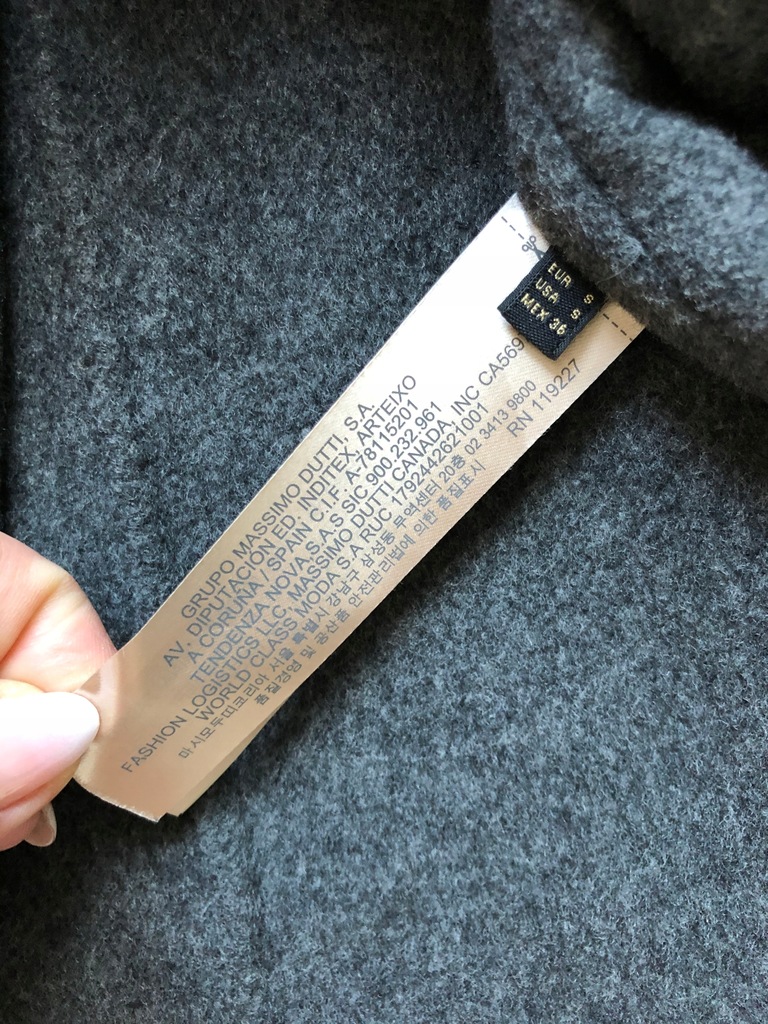 EUR S
USA S
MEX 36
GRUPO MASSIMO DUTTI, S.A.
AV. DIPUTACIÓN ED. INDITEX, ARTEIXO
A CORUÑA / SPAIN C.I.F. A-78115201
TENDENZA NOVA,S.A.S SIC 900.232.961
FASHION LOGISTICS LLC, MASSIMO DUTTI CANADA, INC CA569
WORLD CLASS MODA S A RUC 1792442621001
마시모두띠코리아 서울 특별시 강남구 삼성동 무역센터 20층 02 3413 9800
품질경영 및 공산품 안전관리법에 의한 품질표시
RN 119227